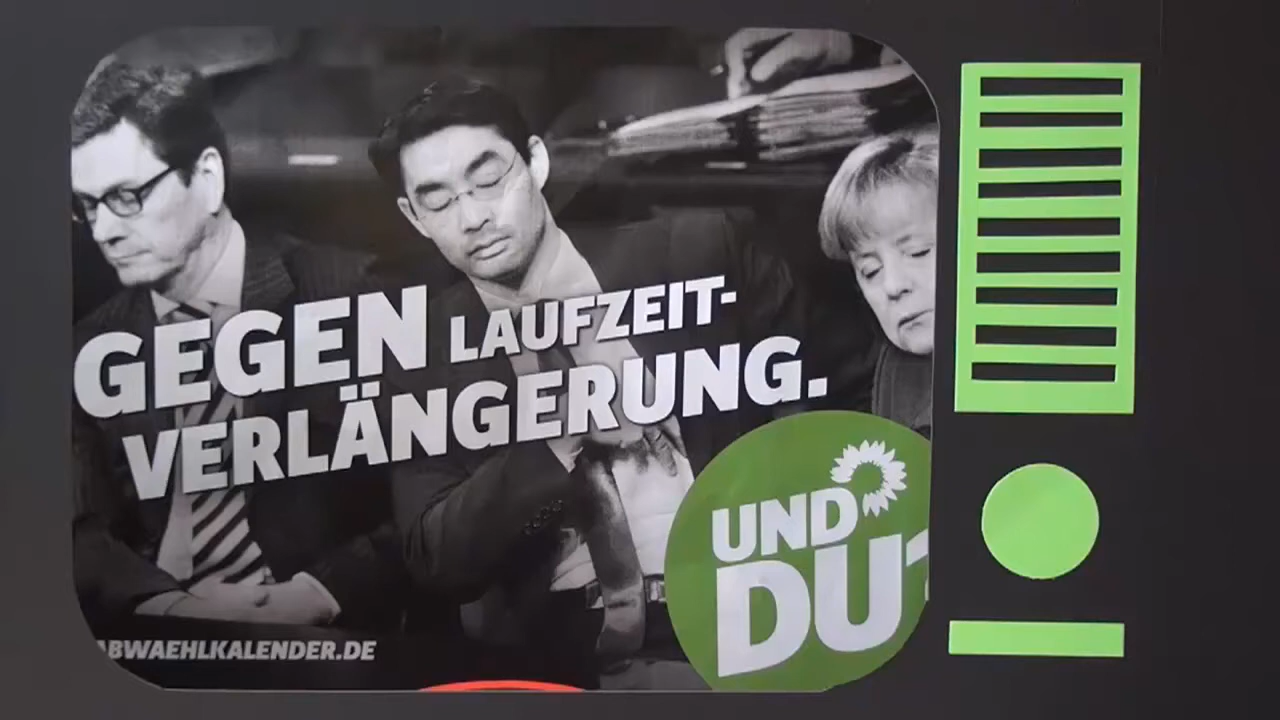 GEGEN LAUFZEIT-
VERLÄNGERUNG.
UND
DU?
ABWAEHLKALENDER.DE